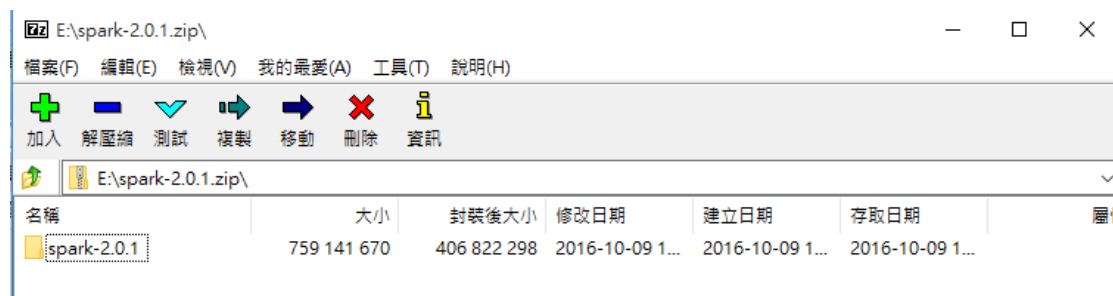 7z E:\spark-2.0.1.zip\
檔案(F) 編輯(E) 檢視(V) 我的最愛(A) 工具(T) 說明(H)
加入 解壓縮 測試 複製 移動 刪除 資訊
E:\spark-2.0.1.zip\
名稱 大小 封裝後大小 修改日期 建立日期 存取日期
spark-2.0.1 759 141 670 406 822 298 2016-10-09 1... 2016-10-09 1... 2016-10-09 1...